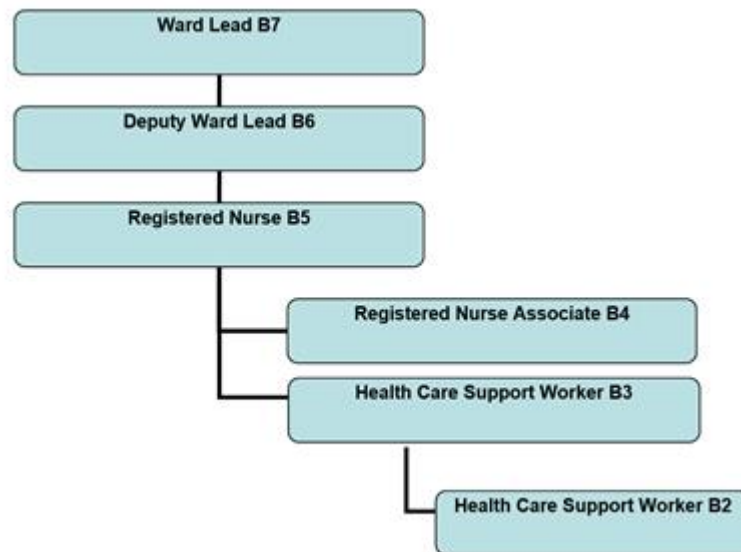 Ward Lead B7
Deputy Ward Lead B6
Registered Nurse B5
Registered Nurse Associate B4
Health Care Support Worker B3
Health Care Support Worker B2